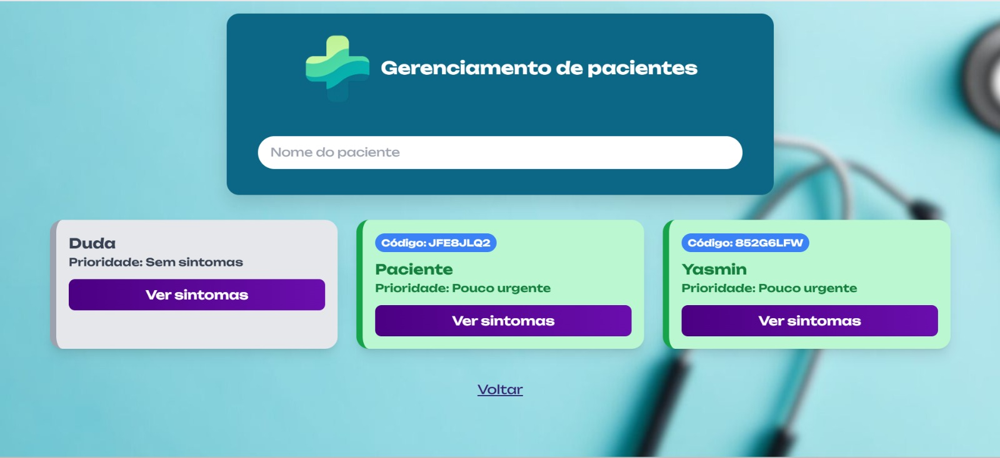 Gerenciamento de pacientes
Nome do paciente
Duda
Prioridade: Sem sintomas
Ver sintomas
Código: JFE8JLQ2
Paciente
Prioridade: Pouco urgente
Ver sintomas
Código: 852G6LFW
Yasmin
Prioridade: Pouco urgente
Ver sintomas
Voltar